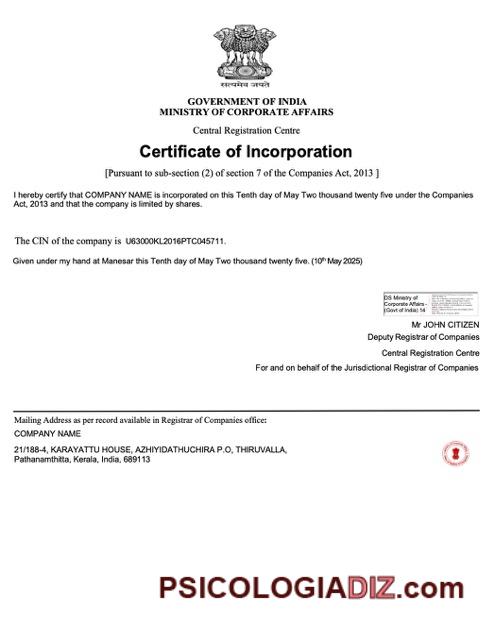 सत्यमेव जयते
GOVERNMENT OF INDIA
MINISTRY OF CORPORATE AFFAIRS
Central Registration Centre
Certificate of Incorporation
[Pursuant to sub-section (2) of section 7 of the Companies Act, 2013 ]
I hereby certify that COMPANY NAME is incorporated on this Tenth day of May Two thousand twenty five under the Companies
Act, 2013 and that the company is limited by shares.
The CIN of the company is U63000KL2016PTC045711.
Given under my hand at Manesar this Tenth day of May Two thousand twenty five. (10th May 2025)
DS Ministry of
Corporate Affairs -
(Govt of India) 14
Mr JOHN CITIZEN
Deputy Registrar of Companies
Central Registration Centre
For and on behalf of the Jurisdictional Registrar of Companies
Mailing Address as per record available in Registrar of Companies office:
COMPANY NAME
21/188-4, KARAYATTU HOUSE, AZHIYIDATHUCHIRA P.O, THIRUVALLA,
Pathanamthitta, Kerala, India, 689113
PSICOLOGIADIZ.com